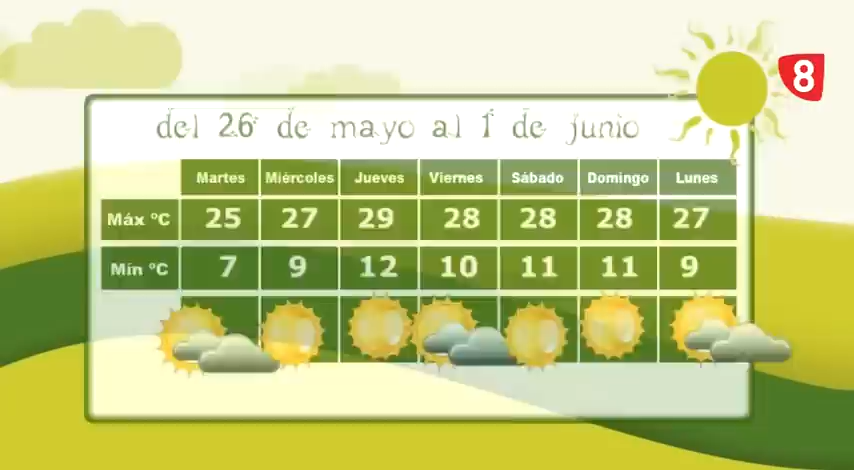 8
del 26 de mayo al 1 de junio
Martes Miércoles Jueves Viernes Sábado Domingo Lunes
Máx ºC 25 27 29 28 28 28 27
Mín ºC 7 9 12 10 11 11 9